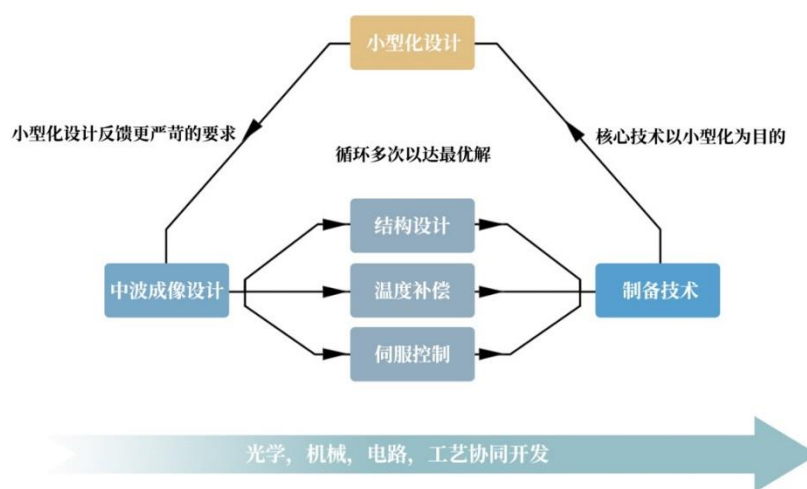 小型化设计
小型化设计反馈更严苛的要求
核心技术以小型化为目的
循环多次以达最优解
结构设计
中波成像设计
温度补偿
制备技术
伺服控制
光学，机械，电路，工艺协同开发